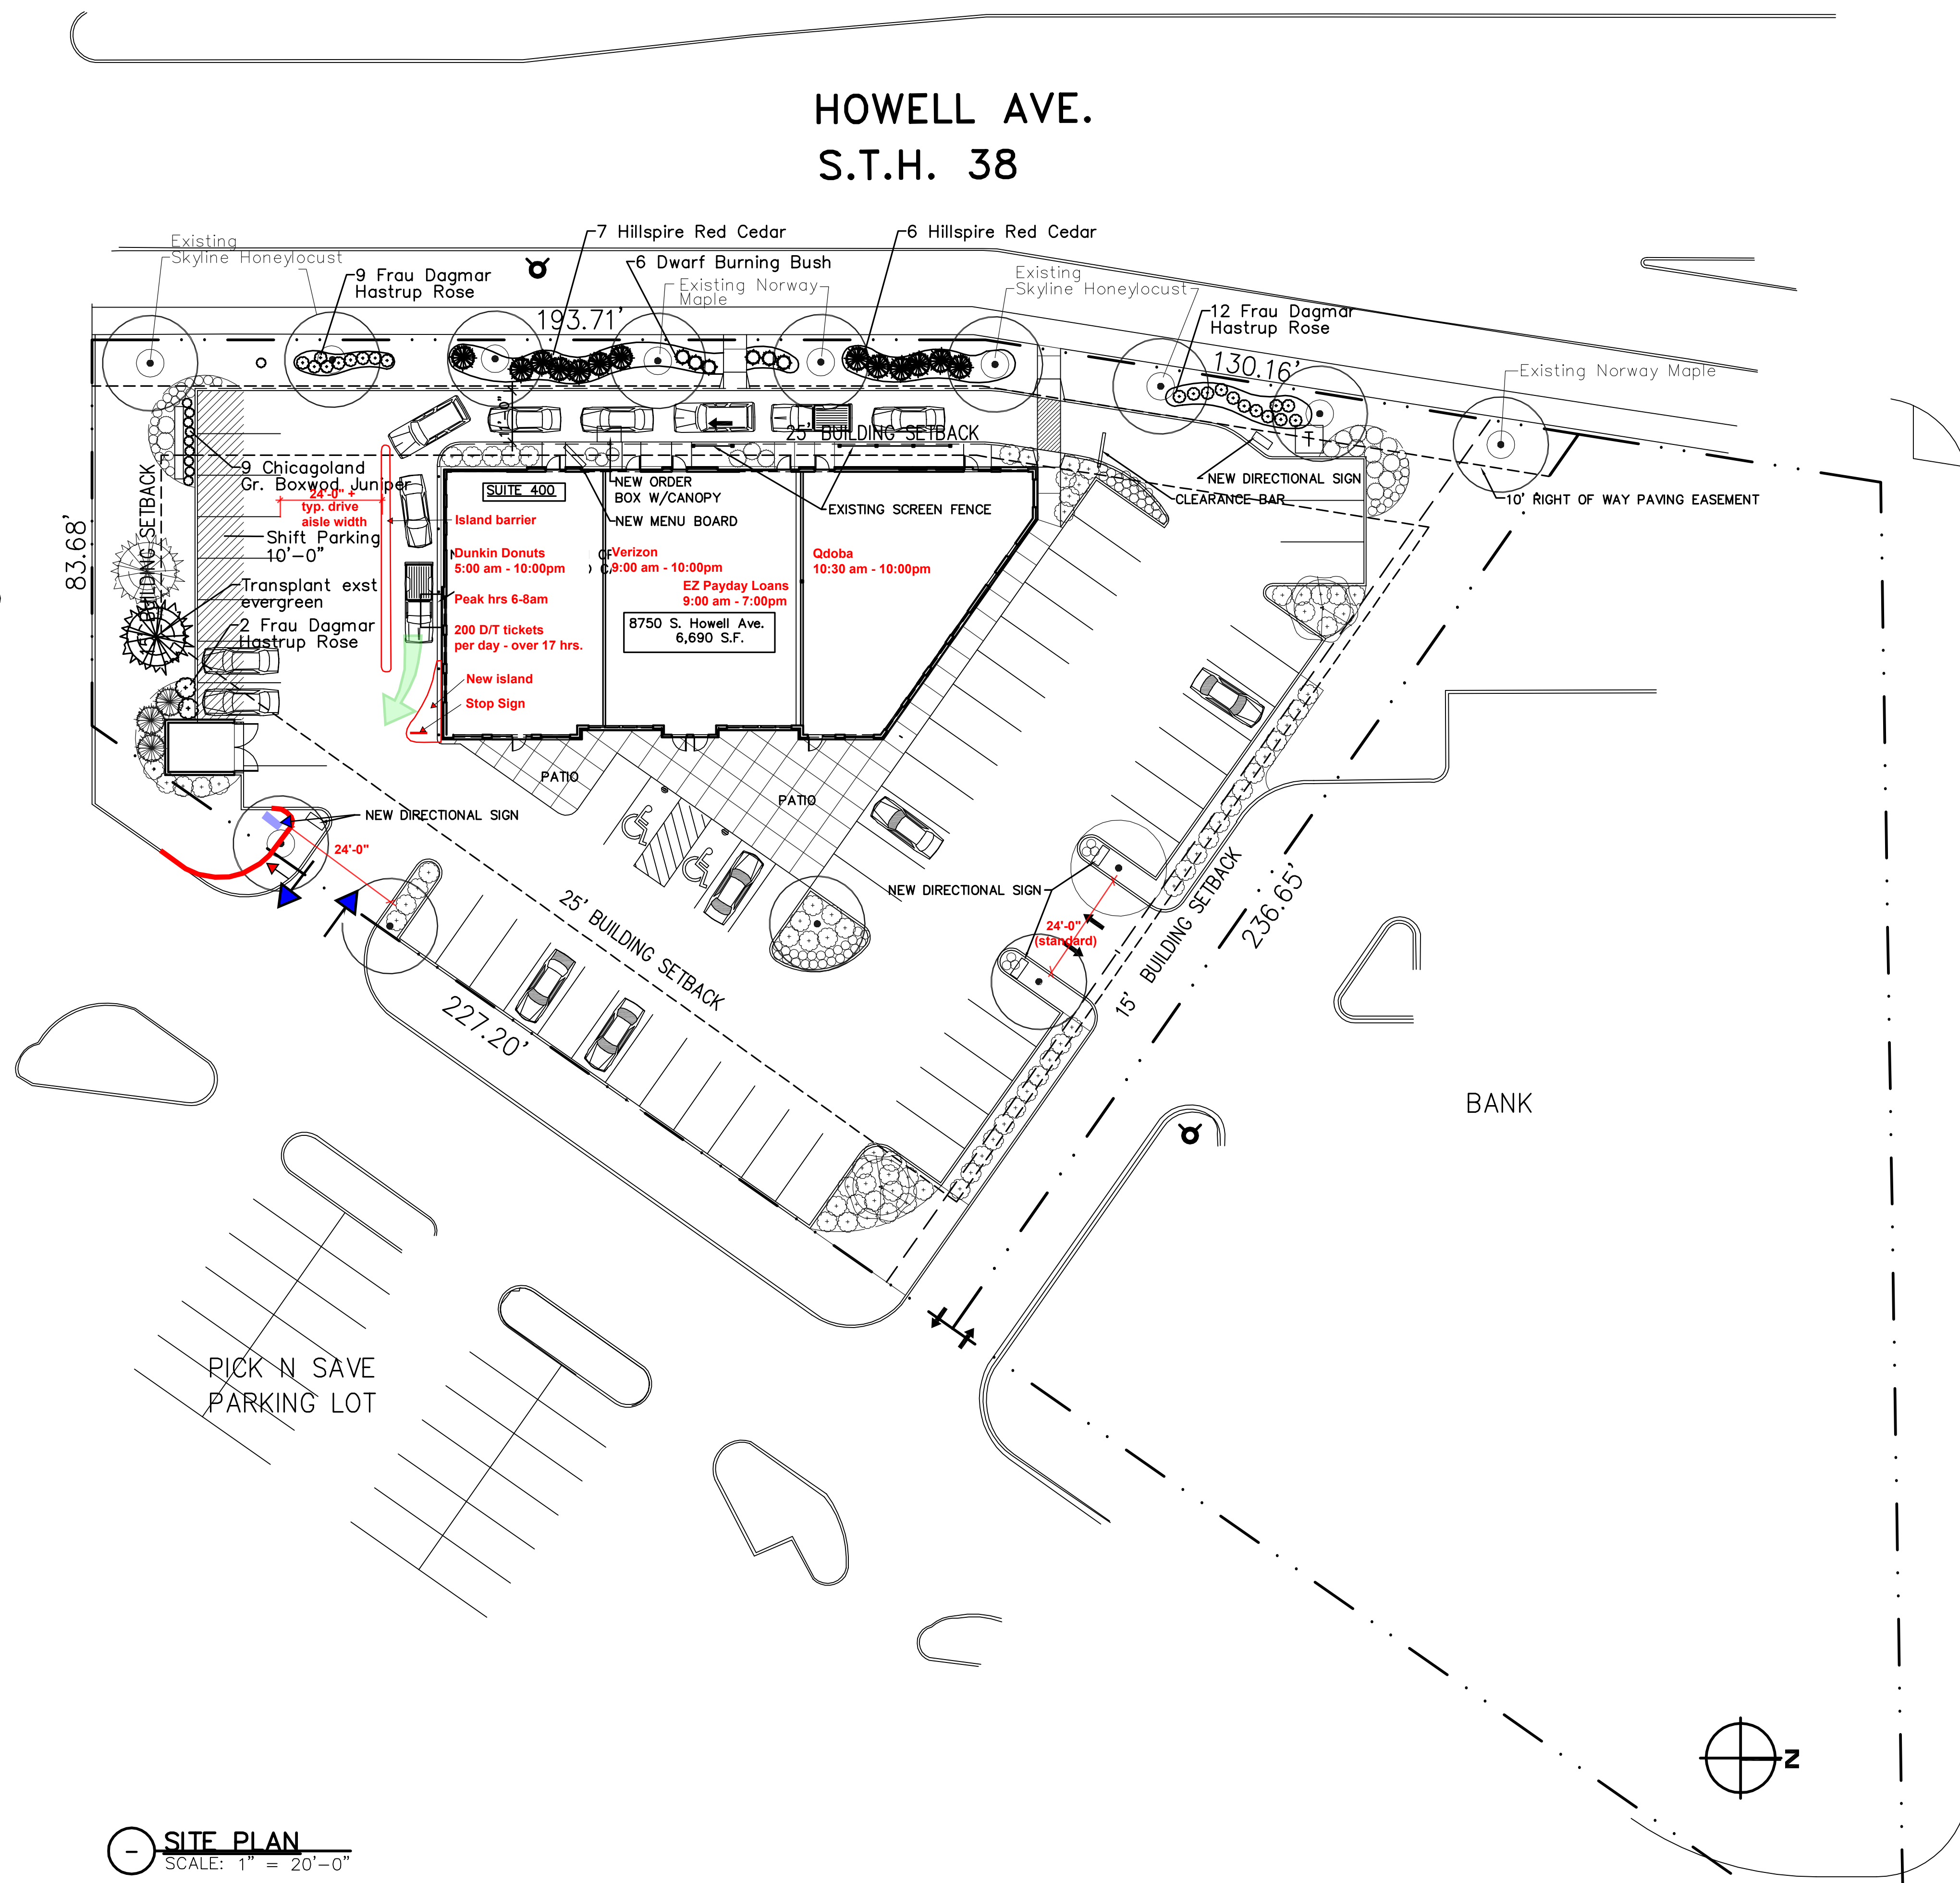 HOWELL AVE.
S.T.H. 38
Existing
Skyline Honeylocust
9 Frau Dagmar
Hastrup Rose
7 Hillspire Red Cedar
6 Dwarf Burning Bush
Existing Norway
Maple
6 Hillspire Red Cedar
Existing
Skyline Honeylocust
12 Frau Dagmar
Hastrup Rose
193.71'
130.16'
Existing Norway Maple
25' BUILDING SETBACK
9 Chicagoland
Gr. Boxwod Juniper
24'-0" +
typ. drive
aisle width
Shift Parking
10'-0"
Transplant exst
evergreen
2 Frau Dagmar
Hastrup Rose
83.68'
15' BUILDING SETBACK
SUITE 400
NEW ORDER
BOX W/CANOPY
NEW MENU BOARD
EXISTING SCREEN FENCE
CLEARANCE BAR
NEW DIRECTIONAL SIGN
10' RIGHT OF WAY PAVING EASEMENT
Island barrier
Dunkin Donuts
5:00 am - 10:00pm
Peak hrs 6-8am
200 D/T tickets
per day - over 17 hrs.
New island
Stop Sign
Verizon
9:00 am - 10:00pm
EZ Payday Loans
9:00 am - 7:00pm
Qdoba
10:30 am - 10:00pm
8750 S. Howell Ave.
6,690 S.F.
PATIO
PATIO
NEW DIRECTIONAL SIGN
24'-0"
NEW DIRECTIONAL SIGN
24'-0"
(standard)
25' BUILDING SETBACK
227.20'
15' BUILDING SETBACK
236.65'
BANK
PICK N SAVE
PARKING LOT
N
SITE PLAN
SCALE: 1" = 20'-0"